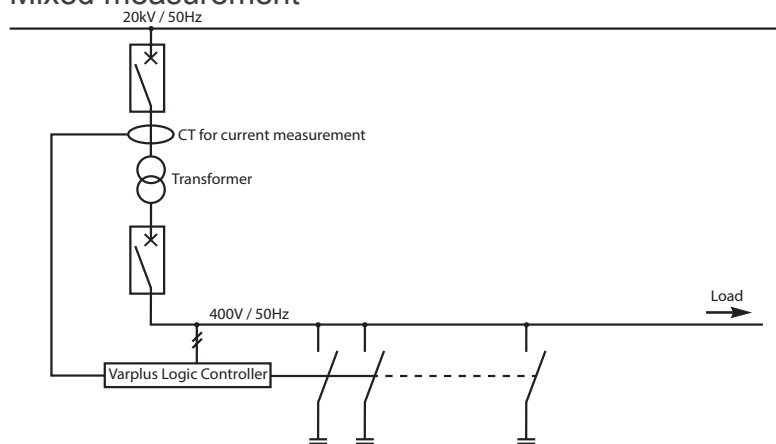 Mixed measurement
20kV / 50Hz
CT for current measurement
Transformer
400V / 50Hz
Load
Varplus Logic Controller